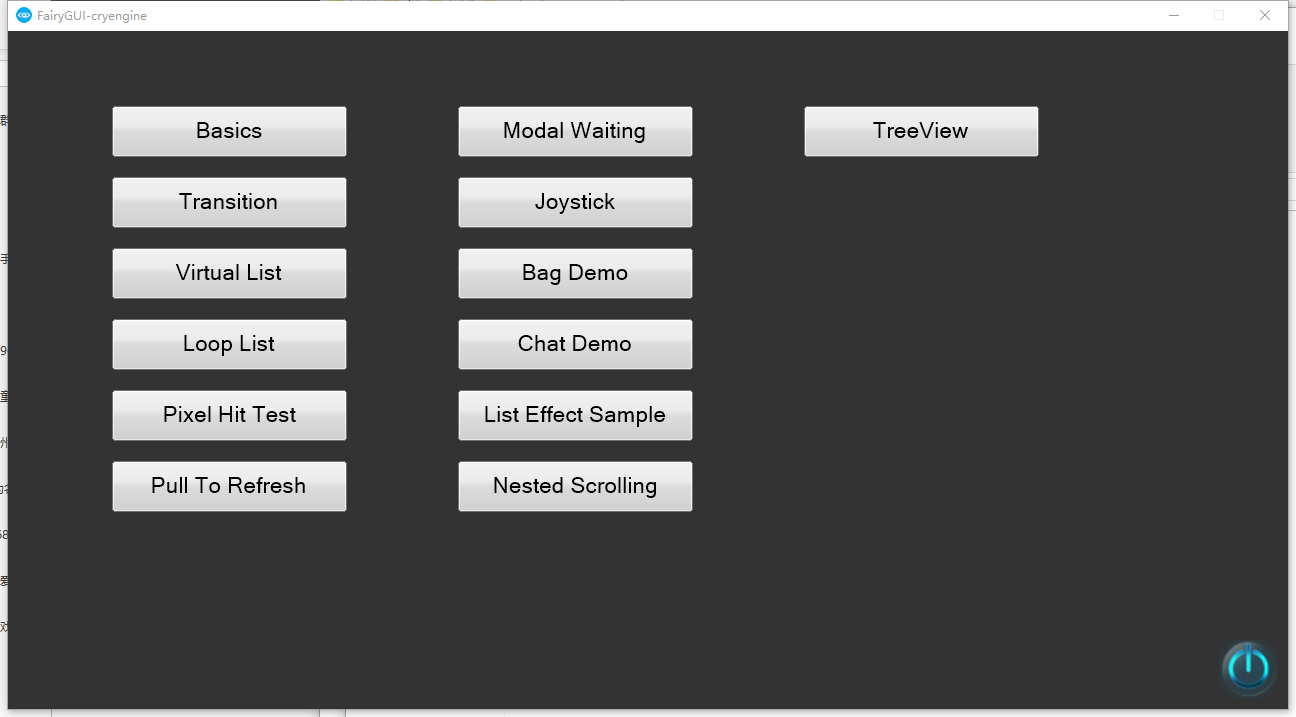 FairyGUI-cryengine
Basics
Modal Waiting
TreeView
Transition
Joystick
Virtual List
Bag Demo
Loop List
Chat Demo
Pixel Hit Test
List Effect Sample
Pull To Refresh
Nested Scrolling